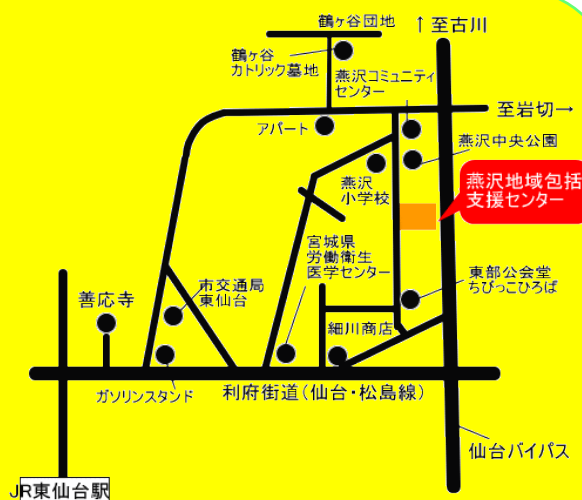 鶴ヶ谷団地
↑至古川
鶴ヶ谷
カトリック墓地
燕沢コミュニティ
センター
至岩切→
アパート
燕沢中央公園
燕沢
小学校
燕沢地域包括
支援センター
宮城県
労働衛生
医学センター
市交通局
東仙台
東部公会堂
ちびっこひろば
善応寺
細川商店
ガソリンスタンド
利府街道(仙台・松島線)
仙台バイパス
JR東仙台駅